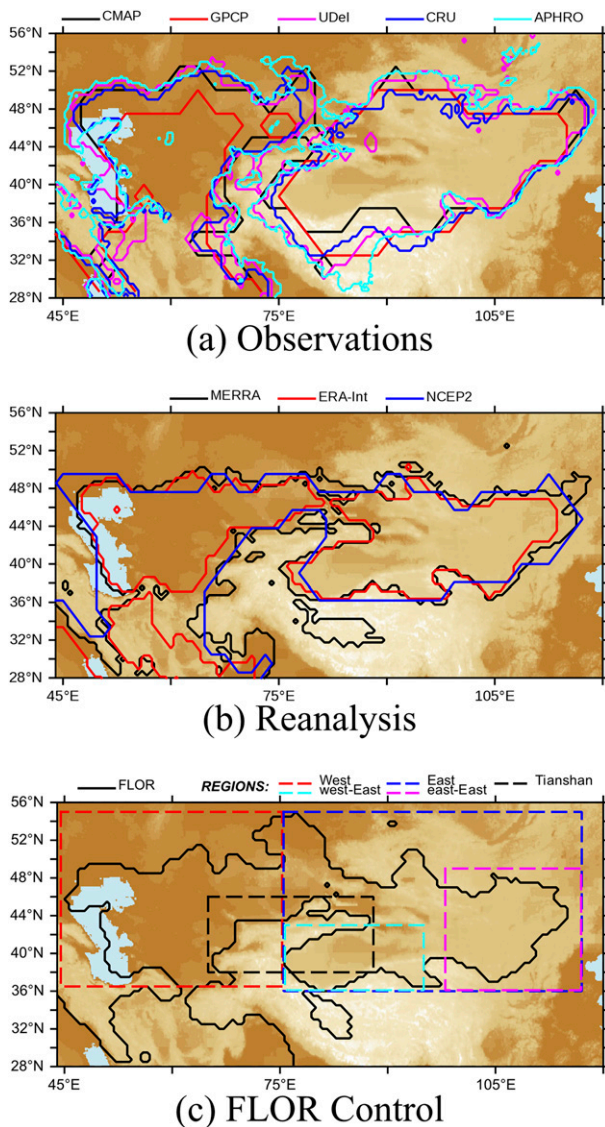 CMAP GPCP UDel CRU APHRO
56°N
52°N
48°N
44°N
40°N
36°N
32°N
28°N
45°E 75°E 105°E
(a) Observations
MERRA ERA-Int NCEP2
56°N
52°N
48°N
44°N
40°N
36°N
32°N
28°N
45°E 75°E 105°E
(b) Reanalysis
FLOR REGIONS: West East Tianshan
west-East east-East
56°N
52°N
48°N
44°N
40°N
36°N
32°N
28°N
45°E 75°E 105°E
(c) FLOR Control